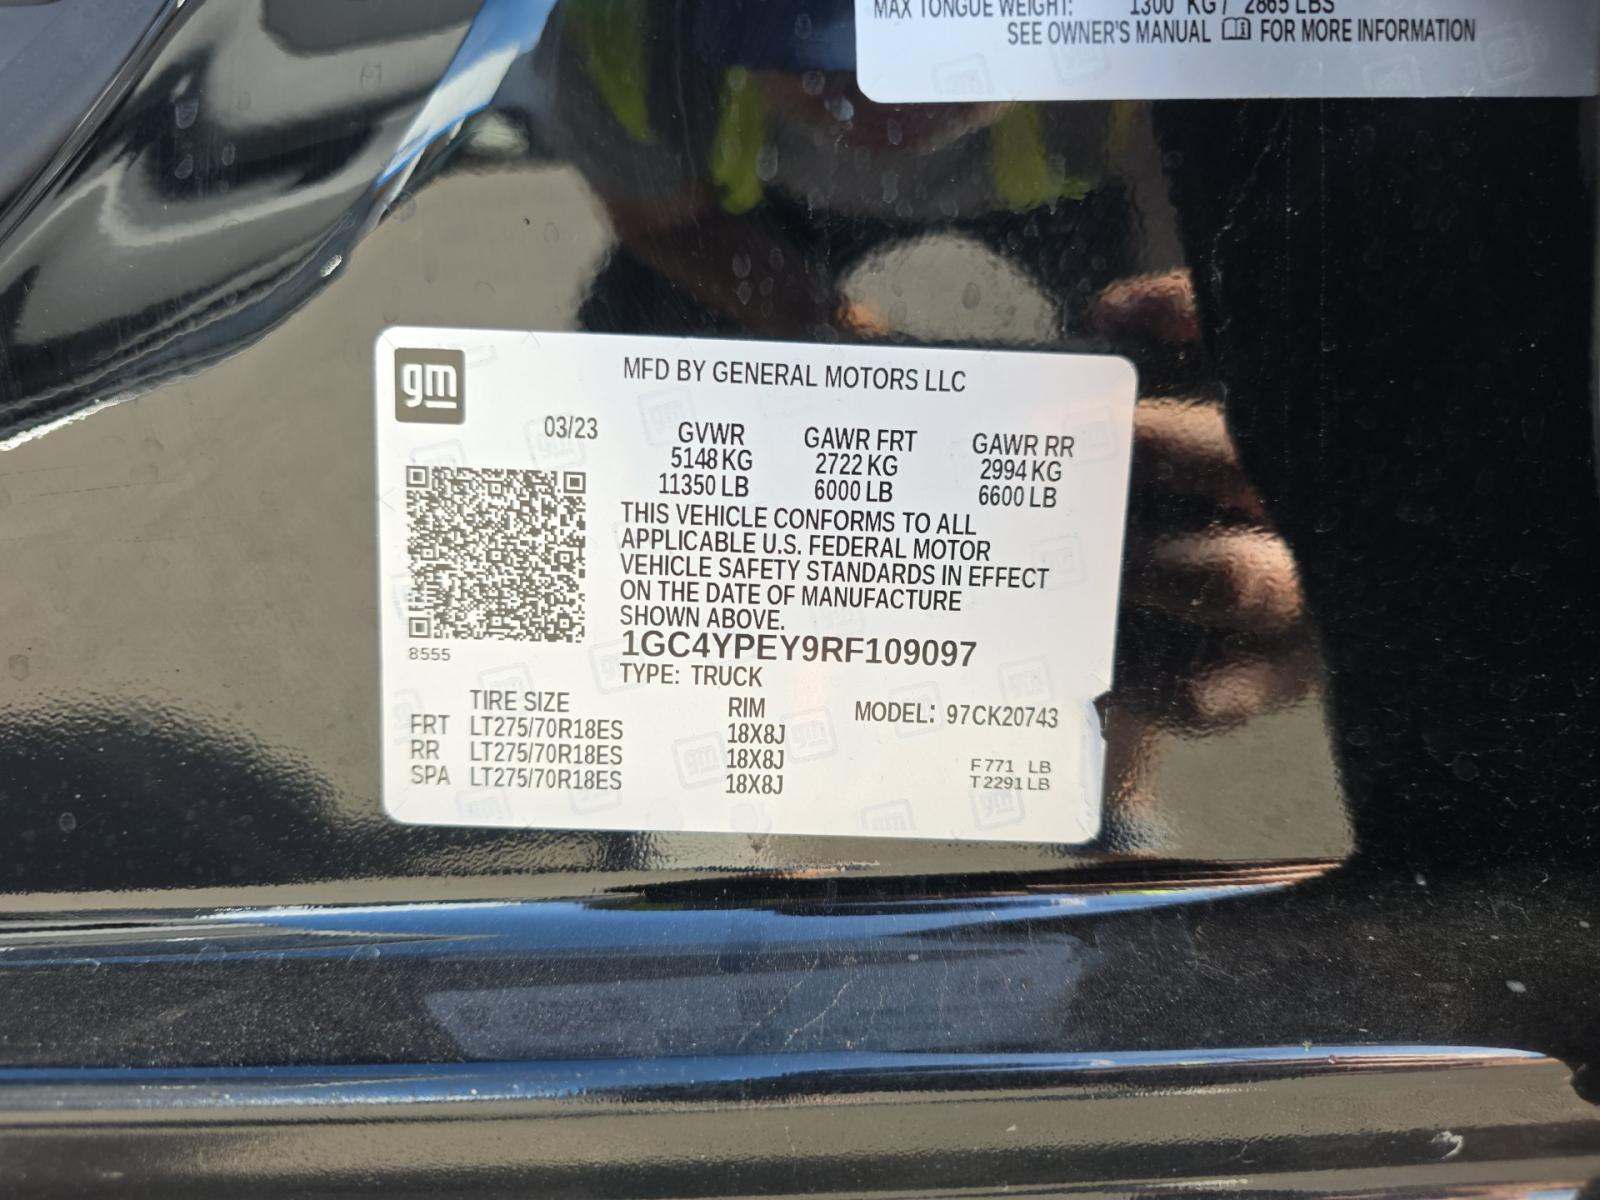 MAX TONGUE WEIGHT: 1300 KG / 2865 LBS
SEE OWNER'S MANUAL FOR MORE INFORMATION
gm
MFD BY GENERAL MOTORS LLC
03/23
GVWR GAWR FRT GAWR RR
5148 KG 2722 KG 2994 KG
11350 LB 6000 LB 6600 LB
THIS VEHICLE CONFORMS TO ALL
APPLICABLE U.S. FEDERAL MOTOR
VEHICLE SAFETY STANDARDS IN EFFECT
ON THE DATE OF MANUFACTURE
SHOWN ABOVE.
8555
1GC4YPEY9RF109097
TYPE: TRUCK
TIRE SIZE RIM MODEL: 97CK20743
FRT LT275/70R18ES 18X8J
RR LT275/70R18ES 18X8J
SPA LT275/70R18ES 18X8J
F 771 LB
T 2291 LB